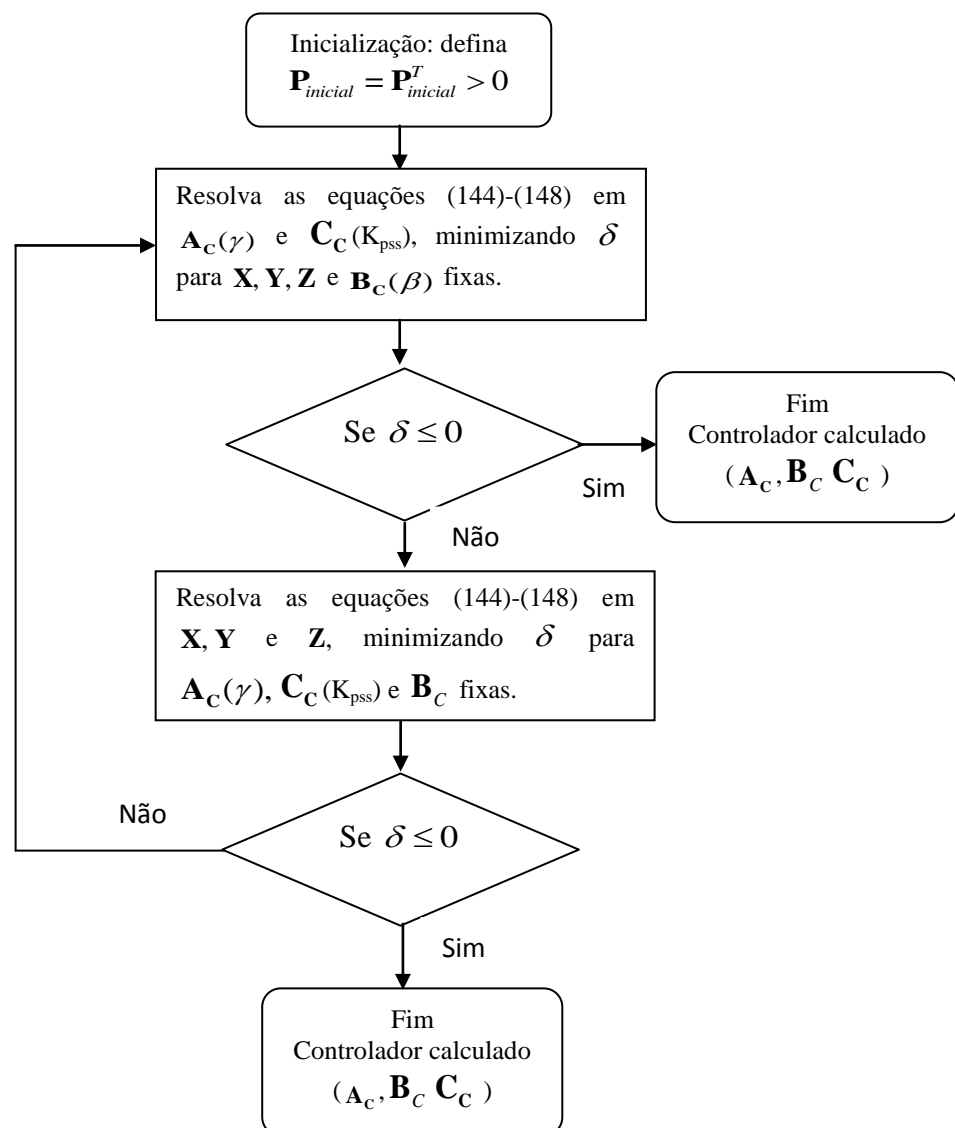 Inicialização: defina
P_inicial = P^T_inicial > 0
Resolva as equações (144)-(148) em
A_C(γ) e C_C(K_pss), minimizando δ
para X, Y, Z e B_C(β) fixas.
Se δ ≤ 0
Sim
Fim
Controlador calculado
(A_C, B_C C_C)
Não
Resolva as equações (144)-(148) em
X, Y e Z, minimizando δ para
A_C(γ), C_C(K_pss) e B_C fixas.
Não
Se δ ≤ 0
Sim
Fim
Controlador calculado
(A_C, B_C C_C)